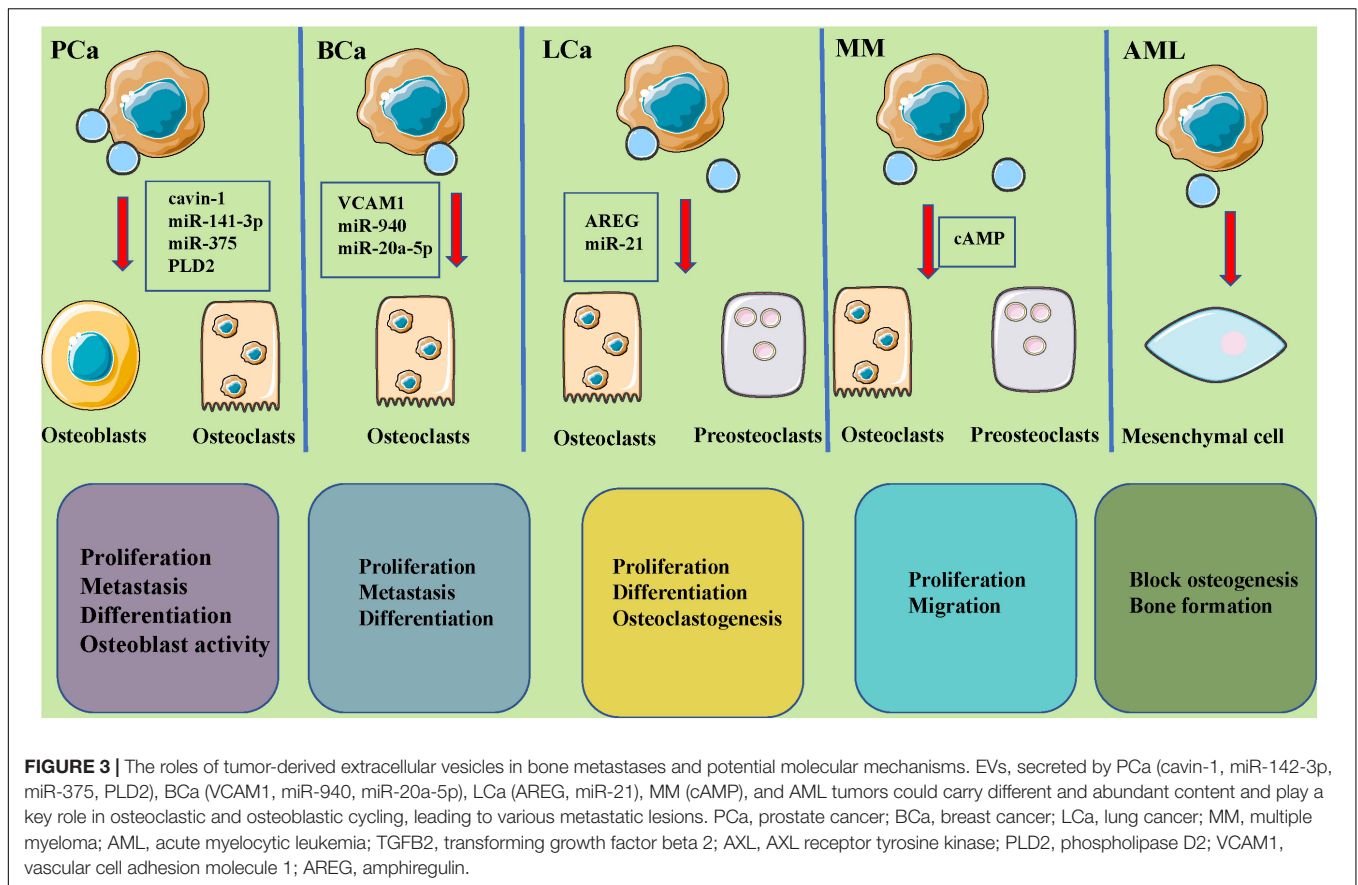 PCa
BCa
LCa
MM
AML
cavin-1
miR-141-3p
miR-375
PLD2
VCAM1
miR-940
miR-20a-5p
AREG
miR-21
cAMP
Osteoblasts
Osteoclasts
Osteoclasts
Osteoclasts
Preosteoclasts
Osteoclasts
Preosteoclasts
Mesenchymal cell
Proliferation
Metastasis
Differentiation
Osteoblast activity
Proliferation
Metastasis
Differentiation
Proliferation
Differentiation
Osteoclastogenesis
Proliferation
Migration
Block osteogenesis
Bone formation
FIGURE 3 | The roles of tumor-derived extracellular vesicles in bone metastases and potential molecular mechanisms. EVs, secreted by PCa (cavin-1, miR-142-3p,
miR-375, PLD2), BCa (VCAM1, miR-940, miR-20a-5p), LCa (AREG, miR-21), MM (cAMP), and AML tumors could carry different and abundant content and play a
key role in osteoclastic and osteoblastic cycling, leading to various metastatic lesions. PCa, prostate cancer; BCa, breast cancer; LCa, lung cancer; MM, multiple
myeloma; AML, acute myelocytic leukemia; TGFB2, transforming growth factor beta 2; AXL, AXL receptor tyrosine kinase; PLD2, phospholipase D2; VCAM1,
vascular cell adhesion molecule 1; AREG, amphiregulin.